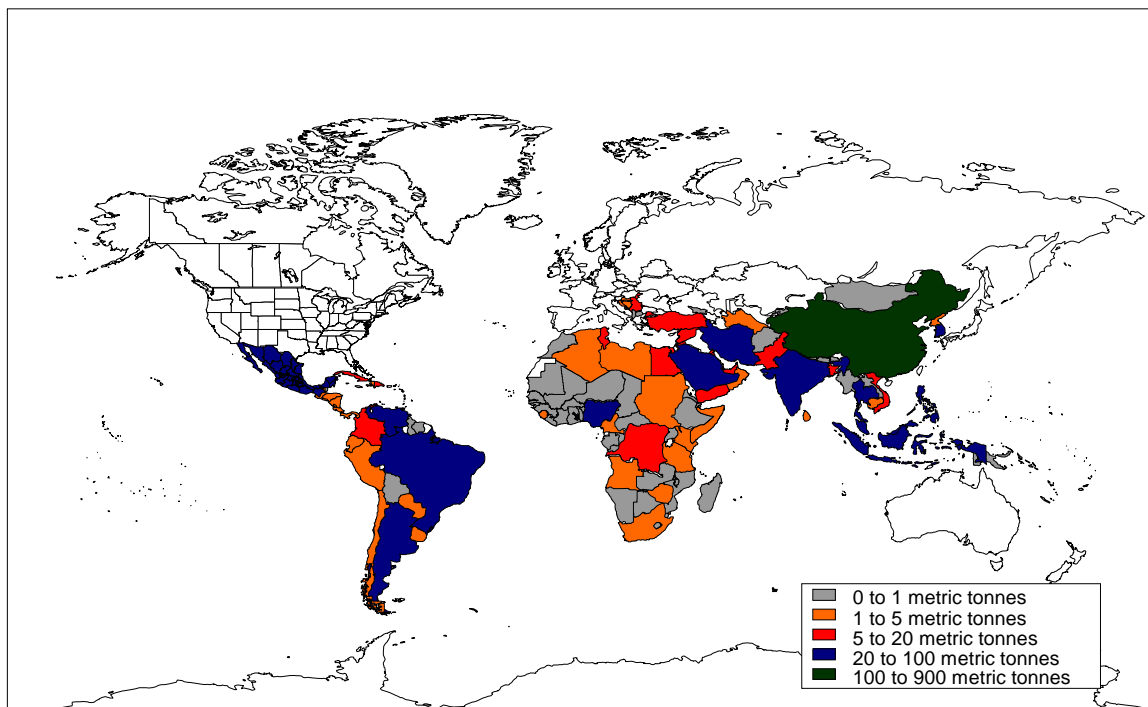 0 to 1 metric tonnes
1 to 5 metric tonnes
5 to 20 metric tonnes
20 to 100 metric tonnes
100 to 900 metric tonnes